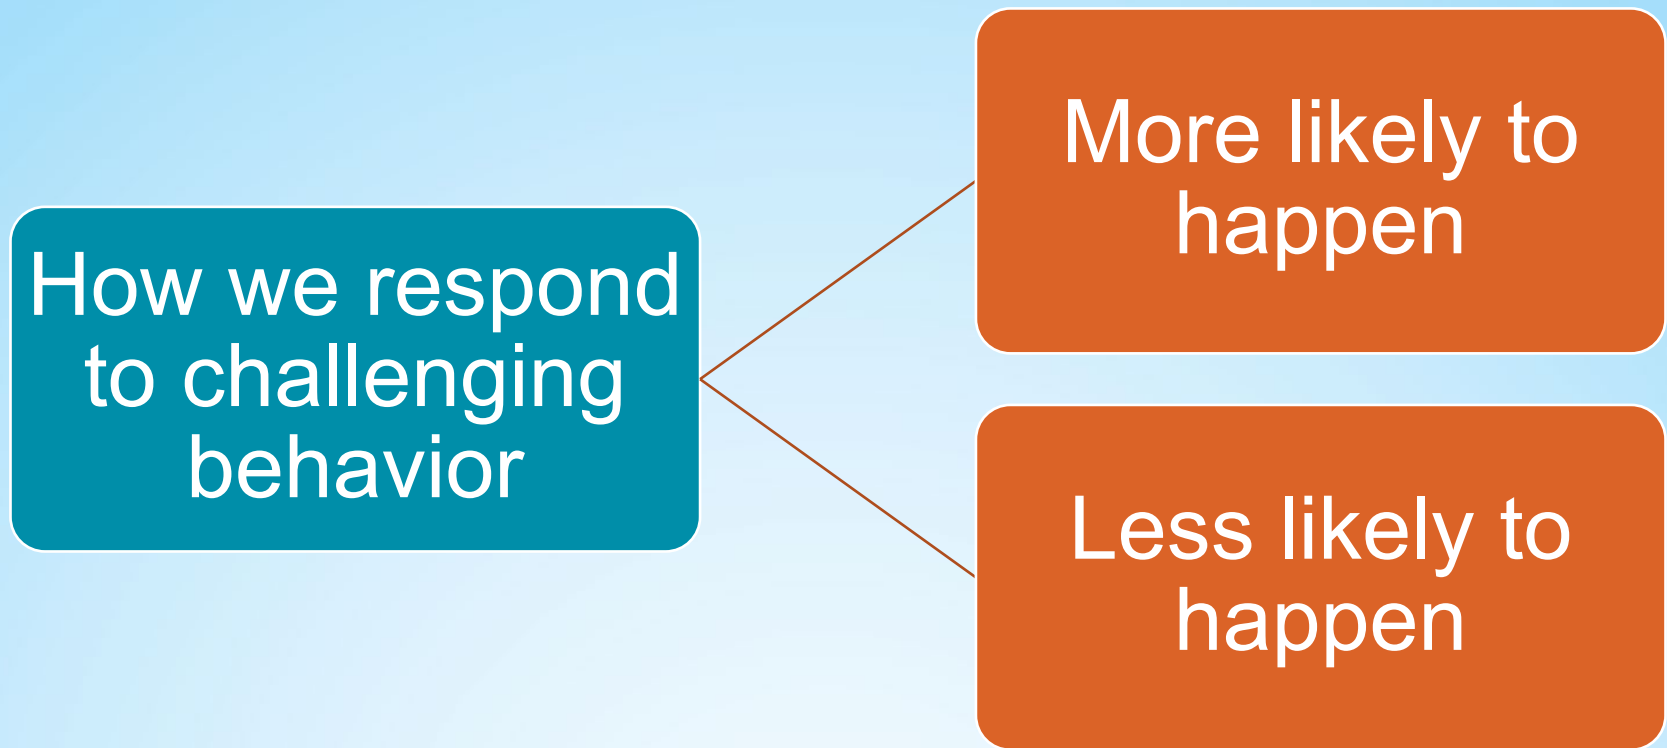 How we respond
to challenging
behavior
More likely to
happen
Less likely to
happen